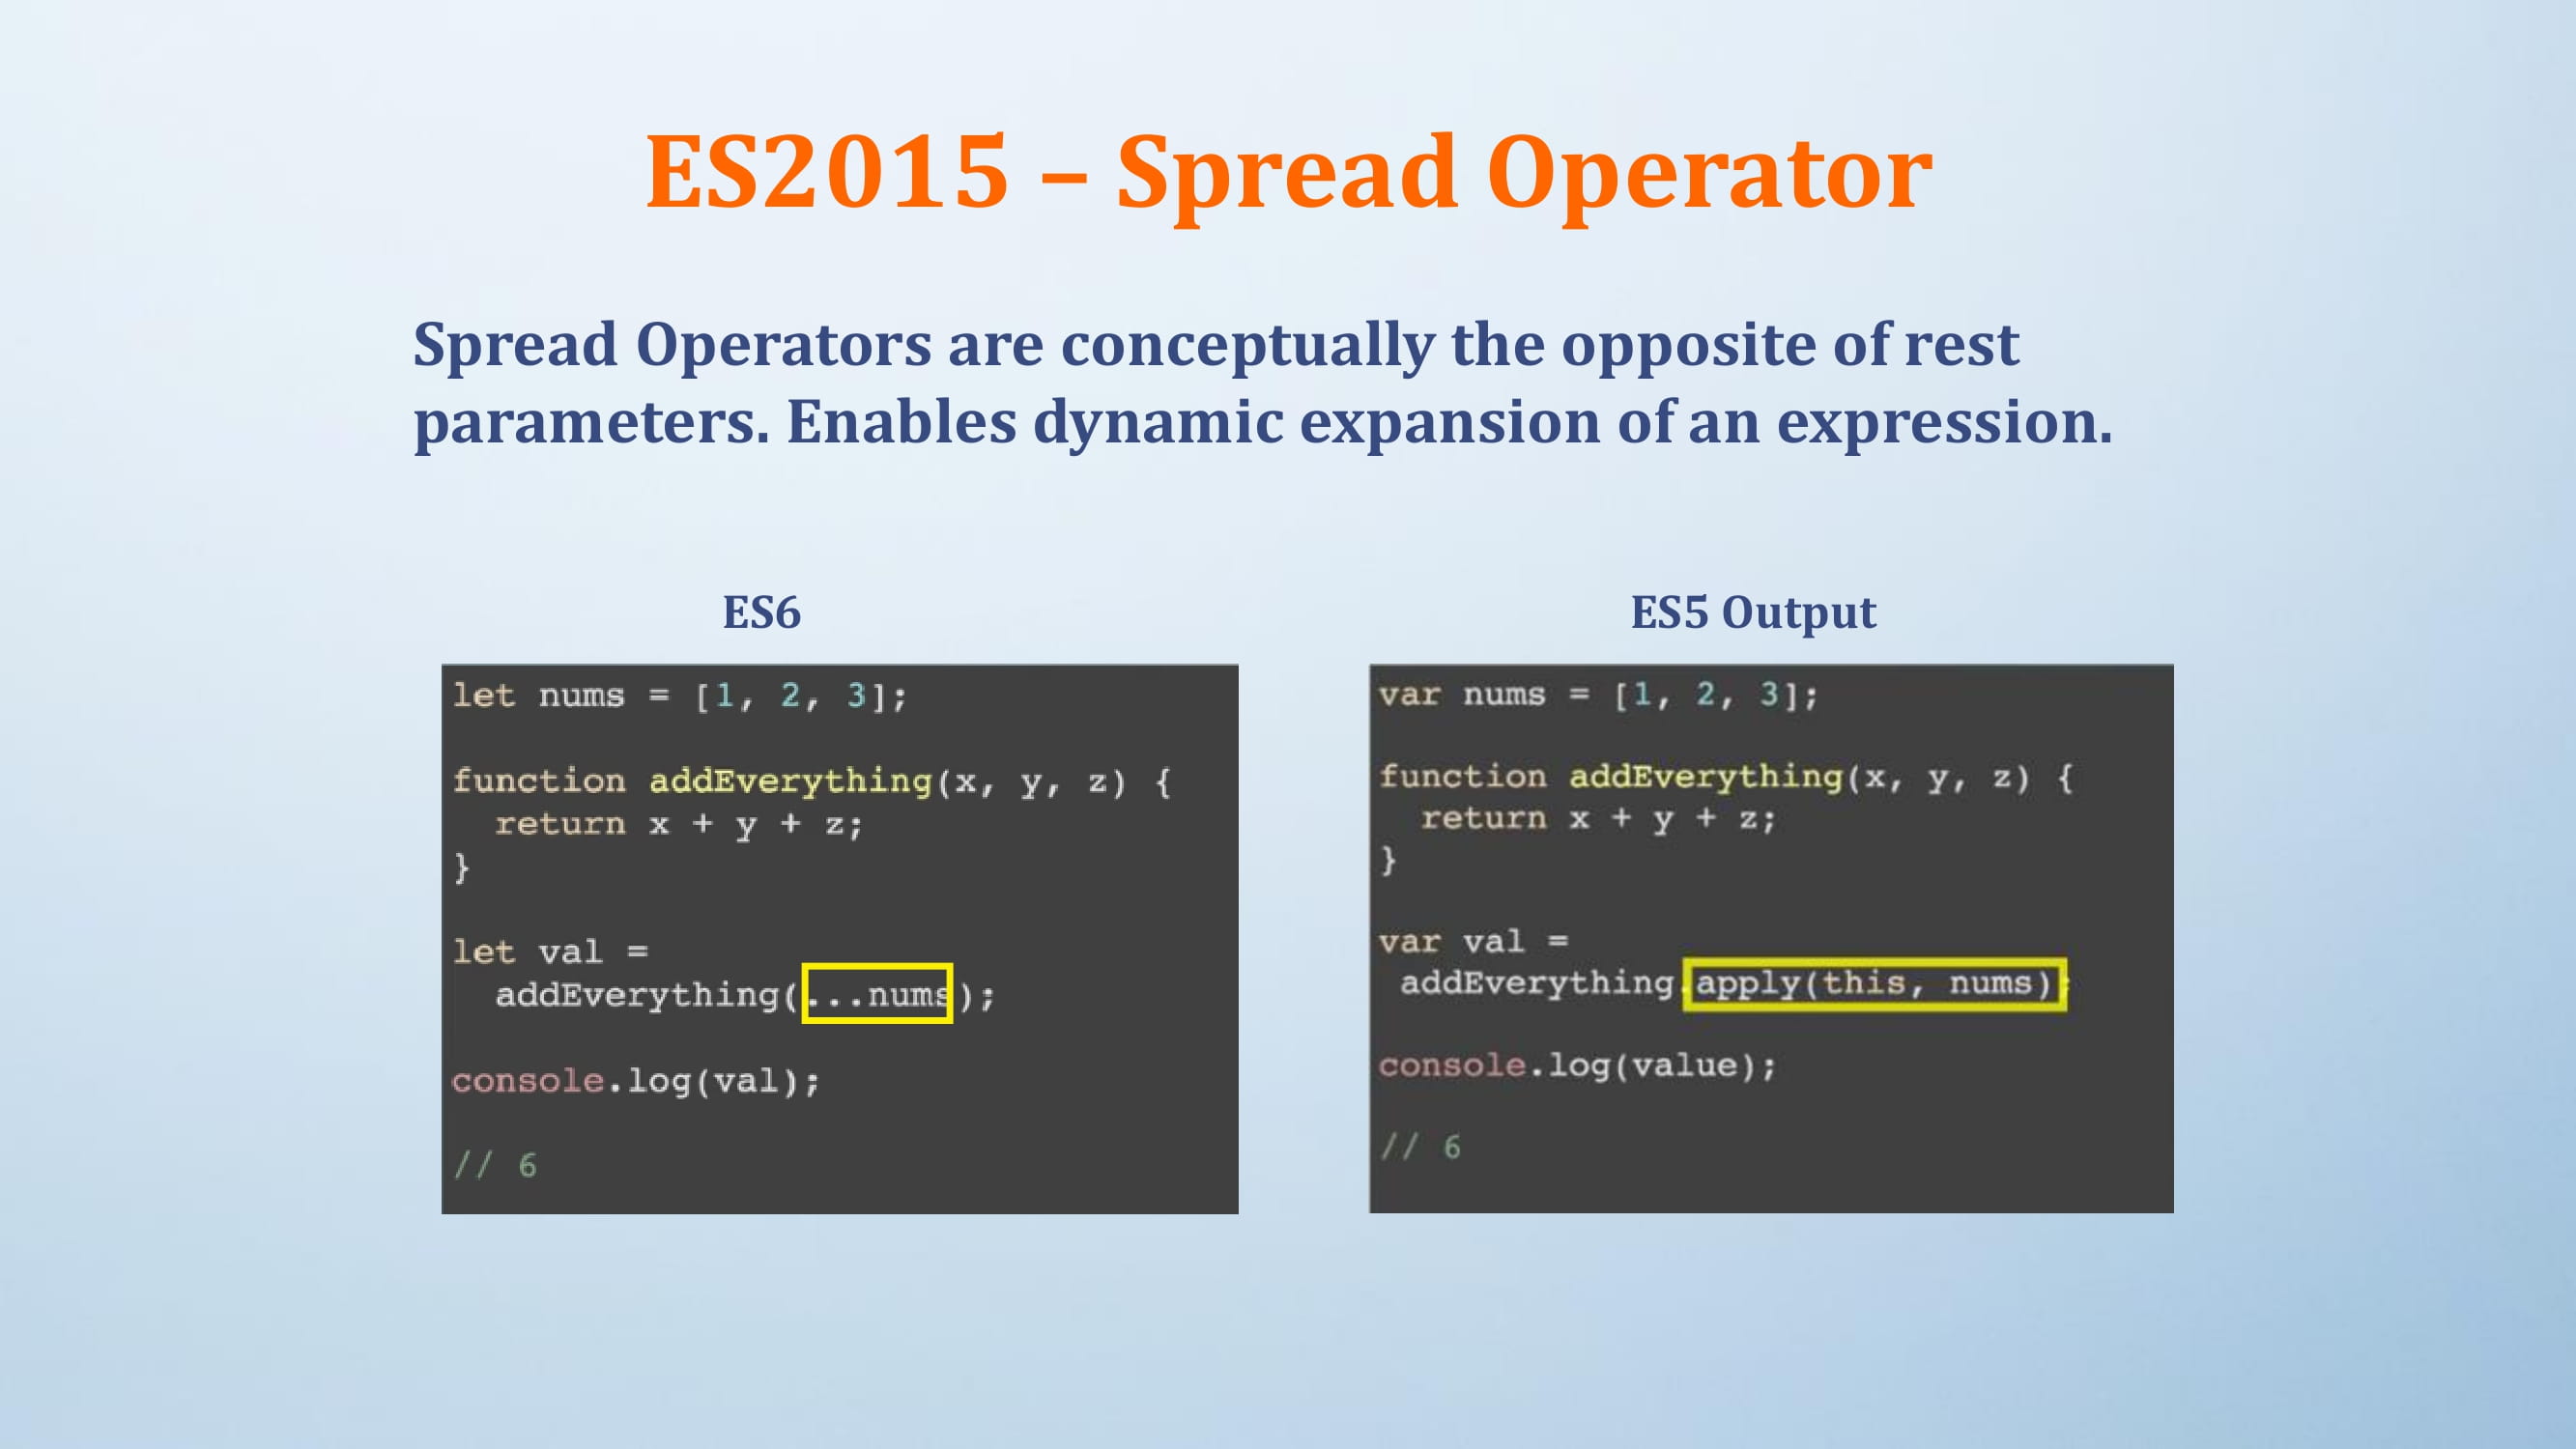 ES2015 – Spread Operator
Spread Operators are conceptually the opposite of rest
parameters. Enables dynamic expansion of an expression.
ES6
let nums = [1, 2, 3];
function addEverything(x, y, z) {
  return x + y + z;
}
let val =
  addEverything(...nums);
console.log(val);
// 6
ES5 Output
var nums = [1, 2, 3];
function addEverything(x, y, z) {
  return x + y + z;
}
var val =
 addEverything.apply(this, nums);
console.log(value);
// 6